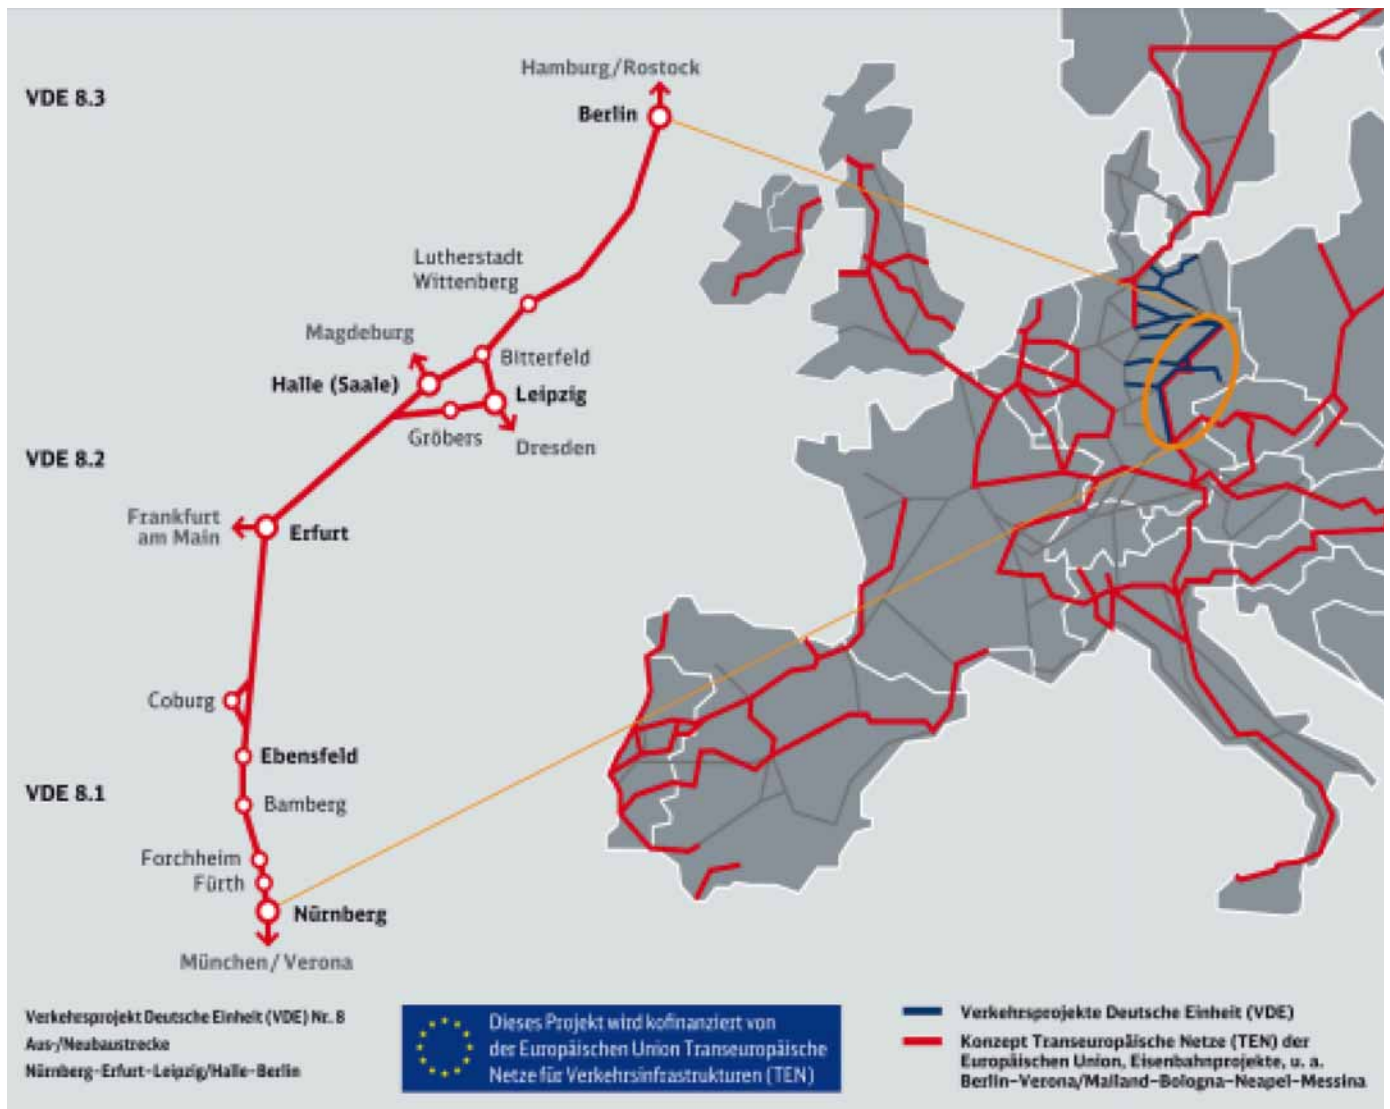 VDE 8.3
Hamburg/Rostock
Berlin
Lutherstadt
Wittenberg
Magdeburg
Bitterfeld
Halle (Saale)
Leipzig
Gröbers
Dresden
VDE 8.2
Frankfurt
am Main
Erfurt
Coburg
Ebensfeld
VDE 8.1
Bamberg
Forchheim
Fürth
Nürnberg
München/Verona
Verkehrsprojekt Deutsche Einheit (VDE) Nr. 8
Aus-/Neubaustrecke
Nürnberg–Erfurt–Leipzig/Halle–Berlin
Dieses Projekt wird kofinanziert von
der Europäischen Union Transeuropäische
Netze für Verkehrsinfrastrukturen (TEN)
Verkehrsprojekte Deutsche Einheit (VDE)
Konzept Transeuropäische Netze (TEN) der
Europäischen Union, Eisenbahnprojekte, u. a.
Berlin–Verona/Mailand–Bologna–Neapel–Messina